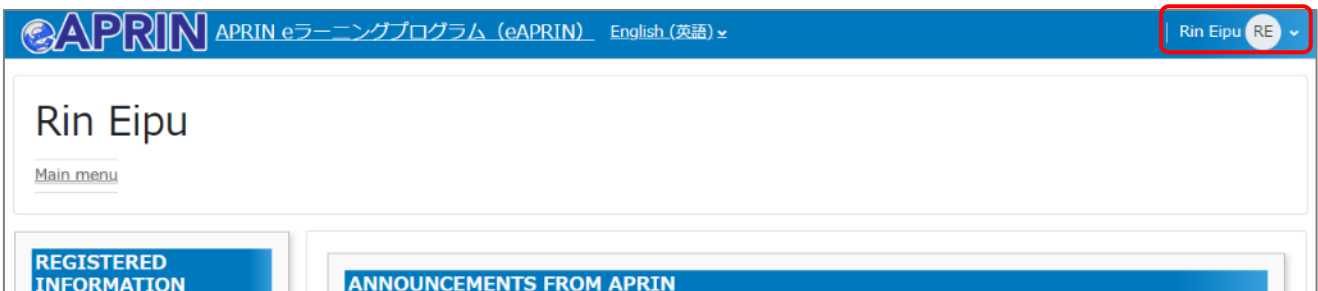 eAPRIN APRIN eラーニングプログラム（eAPRIN） English (英語) Rin Eipu RE
Rin Eipu
Main menu
REGISTERED
INFORMATION
ANNOUNCEMENTS FROM APRIN